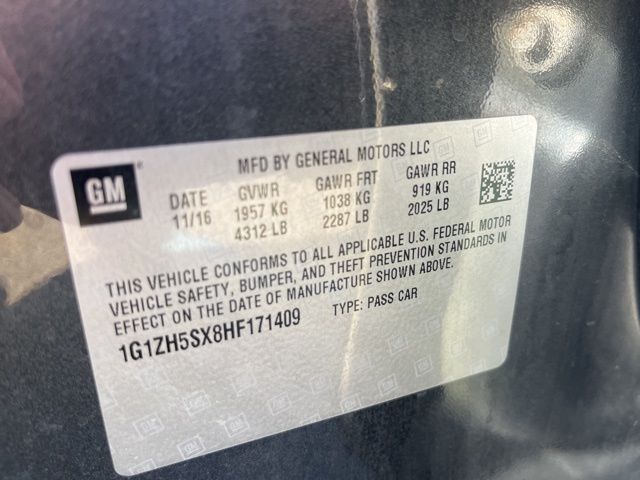 GM
MFD BY GENERAL MOTORS LLC
DATE GVWR GAWR FRT GAWR RR
11/16 1957 KG 1038 KG 919 KG
4312 LB 2287 LB 2025 LB
THIS VEHICLE CONFORMS TO ALL APPLICABLE U.S. FEDERAL MOTOR
VEHICLE SAFETY, BUMPER, AND THEFT PREVENTION STANDARDS IN
EFFECT ON THE DATE OF MANUFACTURE SHOWN ABOVE.
1G1ZH5SX8HF171409 TYPE: PASS CAR